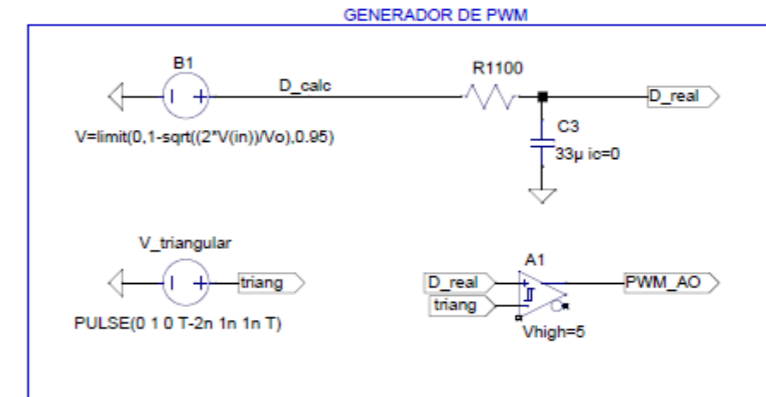 GENERADOR DE PWM
B1
D_calc
R1100
D_real
V=limit(0,1-sqrt((2*V(in))/Vo),0.95)
C3
33µ ic=0
V_triangular
triang
PULSE(0 1 0 T-2n 1n 1n T)
A1
D_real
triang
PWM_AO
Vhigh=5